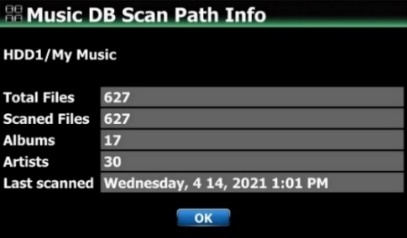 Music DB Scan Path Info
HDD1/My Music
Total Files 627
Scaned Files 627
Albums 17
Artists 30
Last scanned Wednesday, 4 14, 2021 1:01 PM
OK